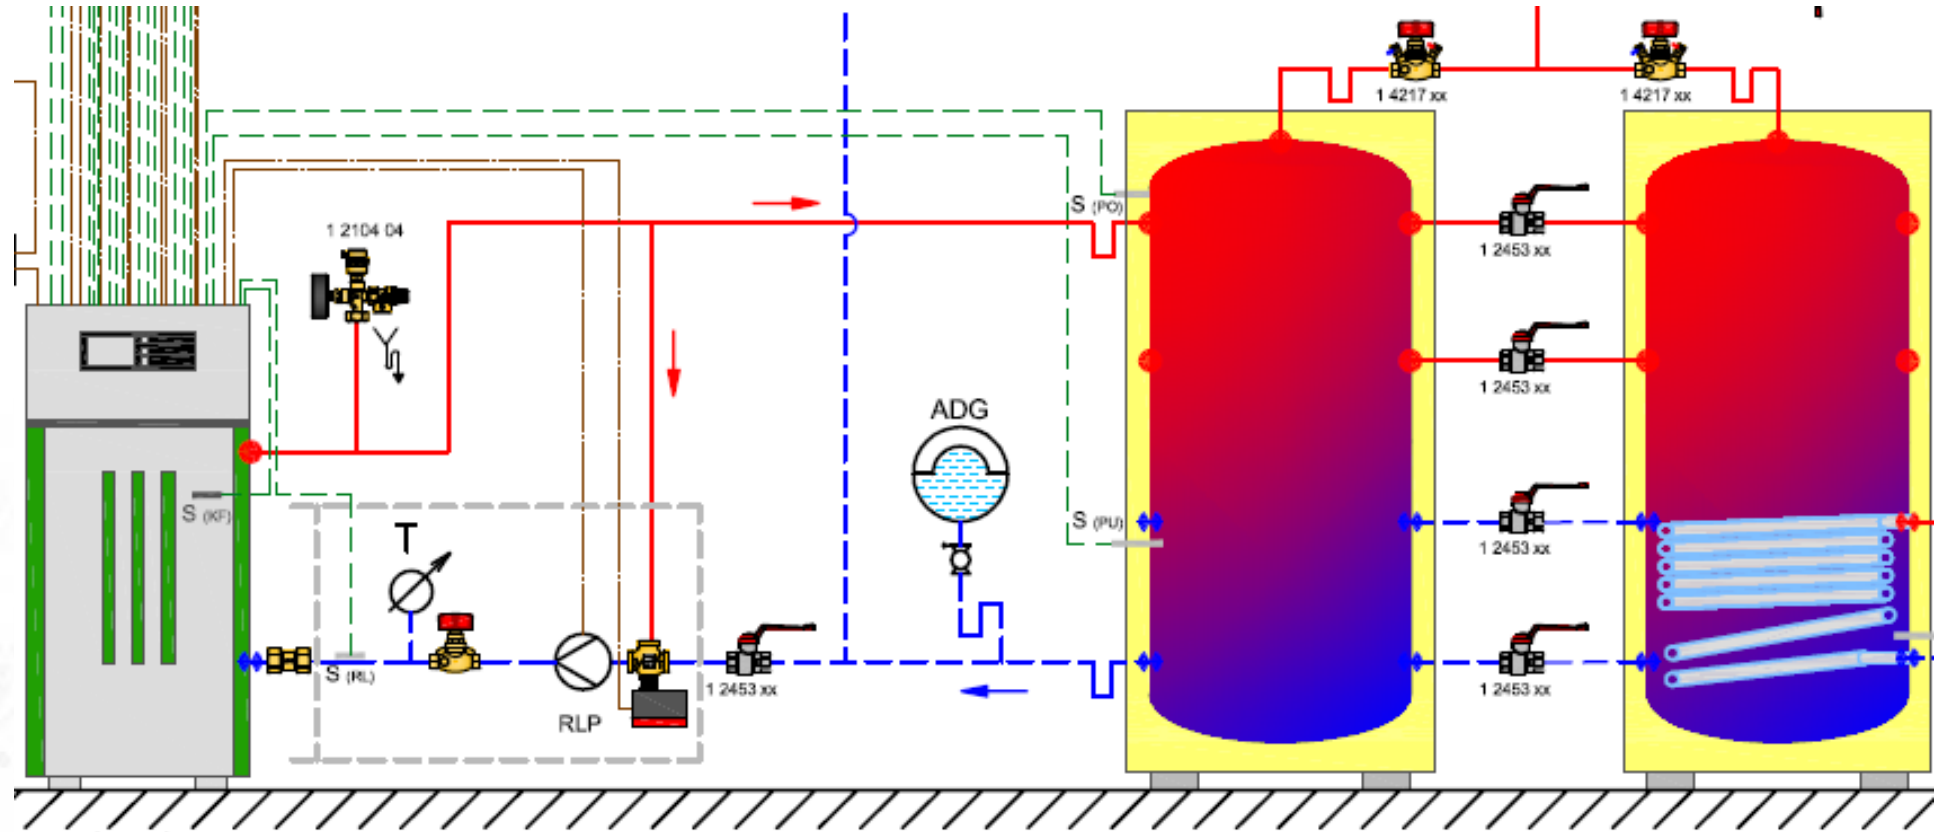 1 4217 xx
1 4217 xx
S (PO)
1 2104 04
1 2453 xx
1 2453 xx
ADG
S (KF)
S (PU)
T
1 2453 xx
S (RL)
1 2453 xx
1 2453 xx
RLP